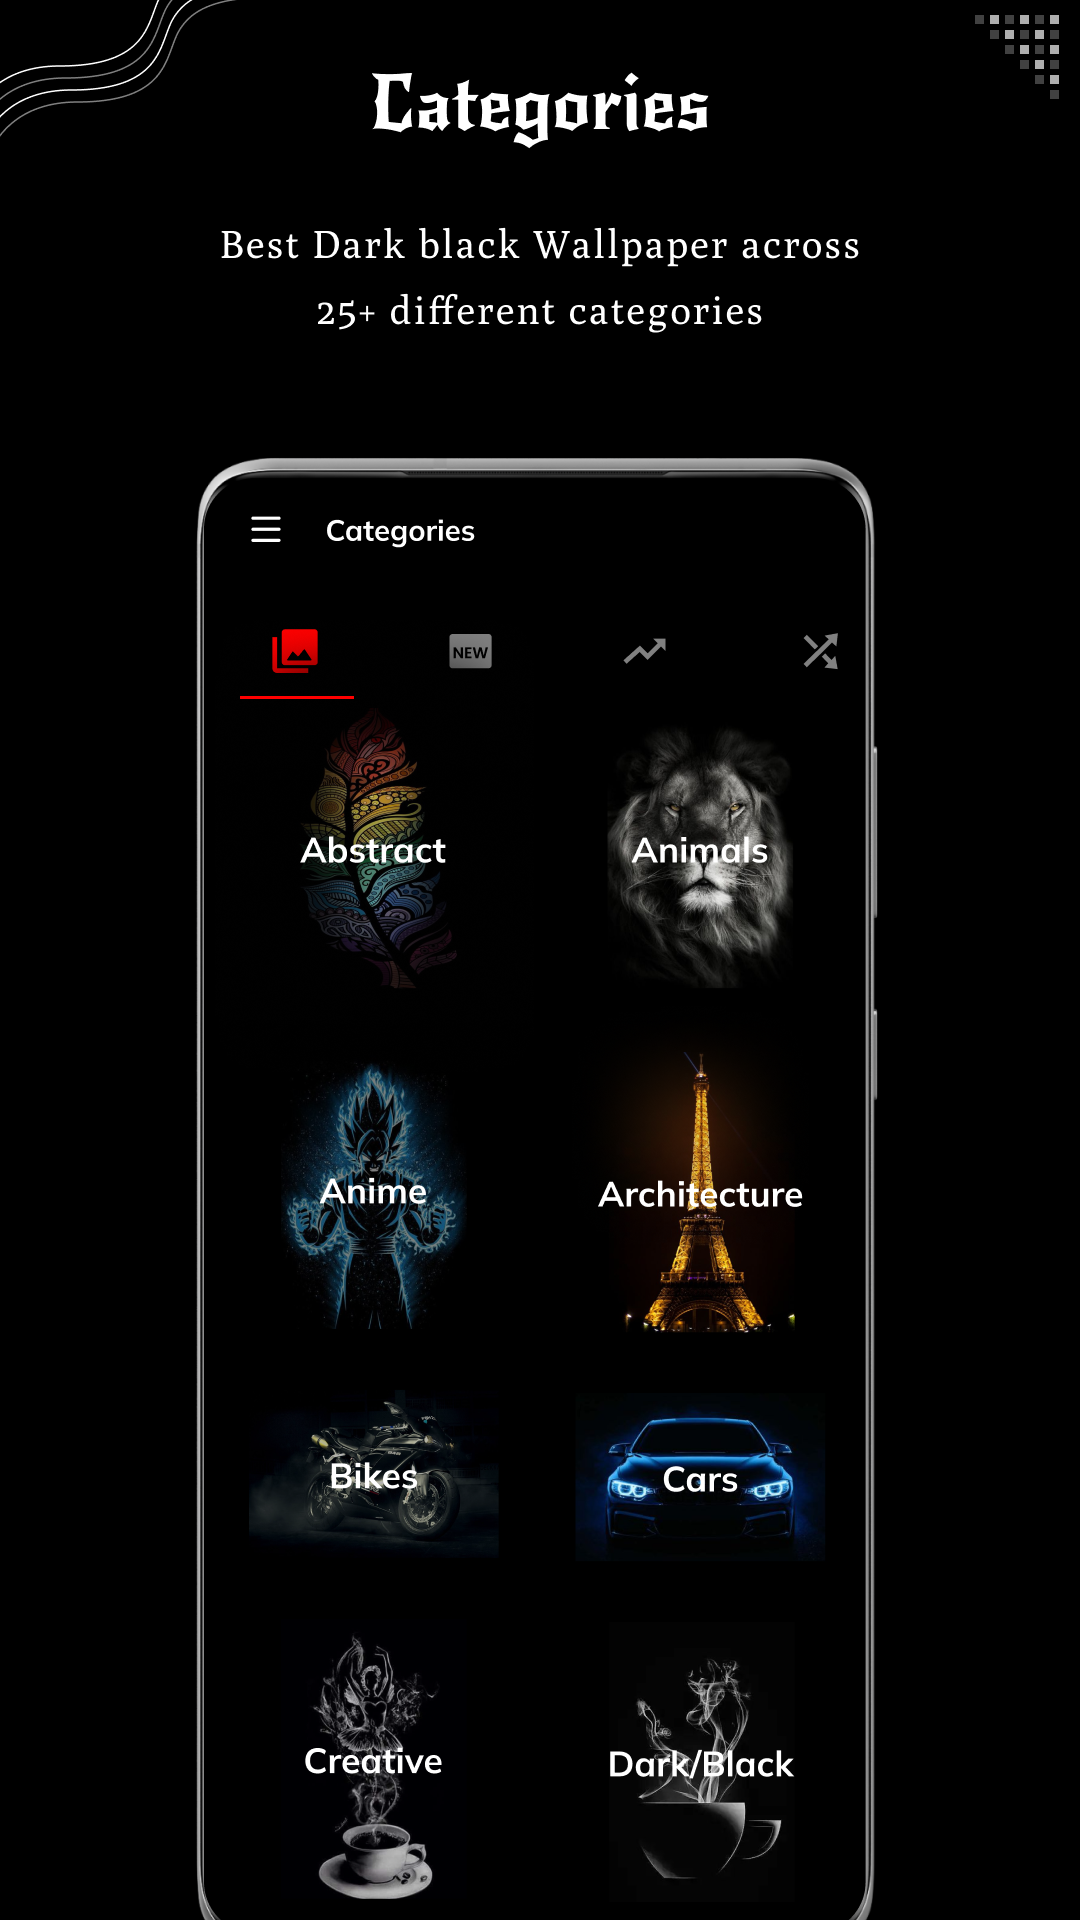 Categories
Best Dark black Wallpaper across
25+ different categories
Categories
NEW
Abstract
Animals
Anime
Architecture
Bikes
Cars
Creative
Dark/Black